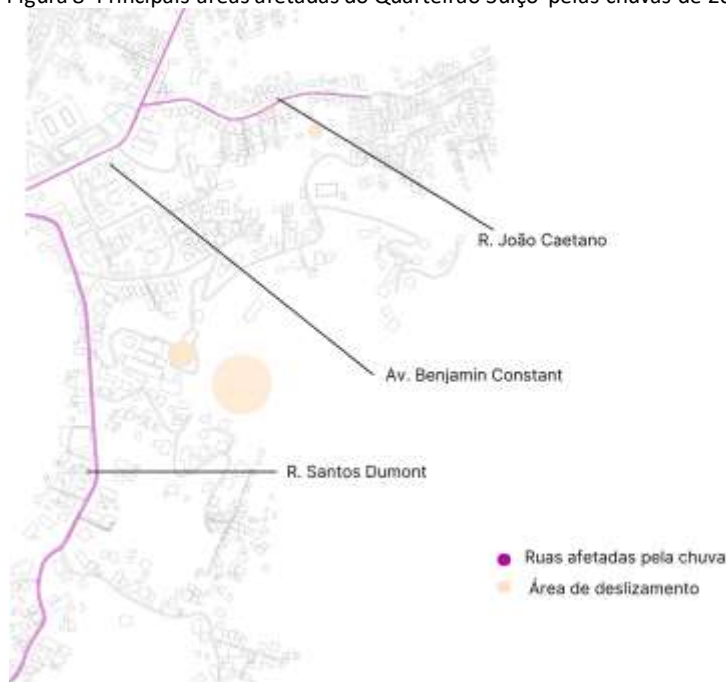 Figura 8 Principais áreas afetadas do Quarteirão Suíço pelas chuvas de
R. João Caetano
Av. Benjamin Constant
R. Santos Dumont
Ruas afetadas pela chuva
Área de deslizamento